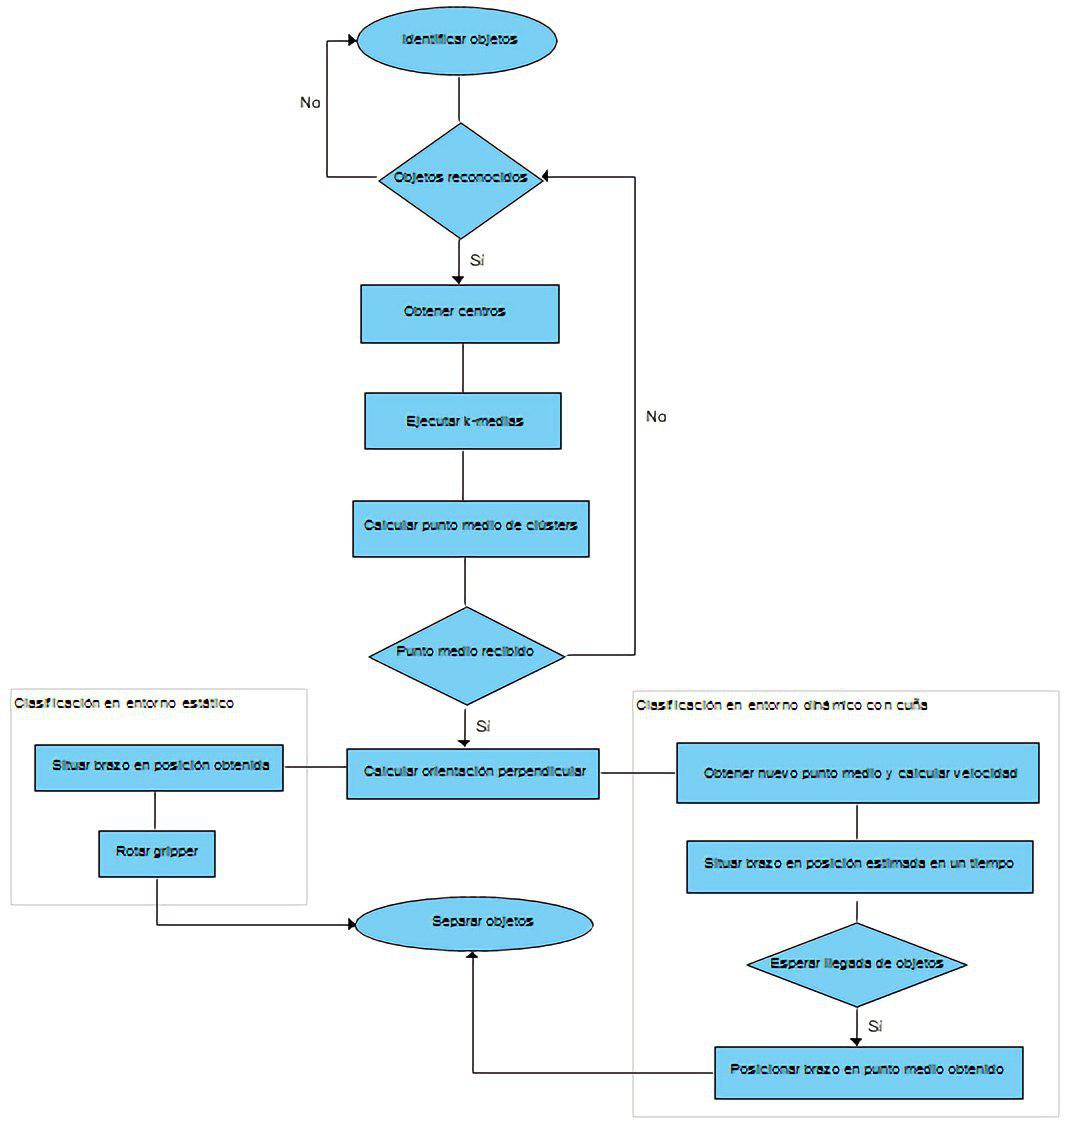 Identificar objetos
No
Objetos reconocidos
Sí
Obtener centros
No
Ejecutar k-medias
Calcular punto medio de clústers
Punto medio recibido
Sí
Clasificación en entorno estático
Situar brazo en posición obtenida
Rotar gripper
Calcular orientación perpendicular
Clasificación en entorno dinámico con cuña
Obtener nuevo punto medio y calcular velocidad
Situar brazo en posición estimada en un tiempo
Esperar llegada de objetos
Sí
Posicionar brazo en punto medio obtenido
Separar objetos